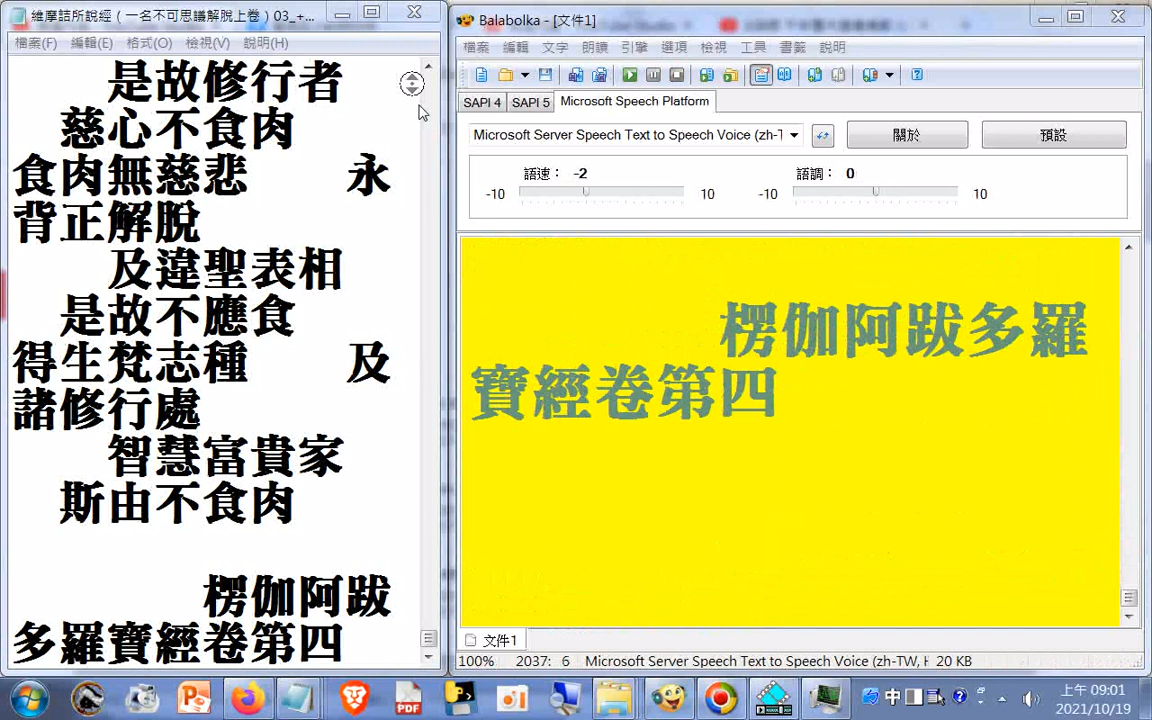 維摩詰所說經（一名不可思議解脫上卷）03_+...
檔案(F) 編輯(E) 格式(O) 檢視(V) 說明(H)
是故修行者
慈心不食肉
食肉無慈悲 永
背正解脫
及違聖表相
是故不應食
得生梵志種 及
諸修行處
智慧富貴家
斯由不食肉
楞伽阿跋
多羅寶經卷第四
Balabolka - [文件1]
檔案 編輯 文字 朗讀 引擎 選項 檢視 工具 書籤 說明
SAPI 4 SAPI 5 Microsoft Speech Platform
Microsoft Server Speech Text to Speech Voice (zh-T
關於 預設
語速： -2 語調： 0
-10 10 -10 10
楞伽阿跋多羅
寶經卷第四
文件1
100% 2037: 6 Microsoft Server Speech Text to Speech Voice (zh-TW, H 20 KB
PDF
中
上午 09:01
2021/10/19